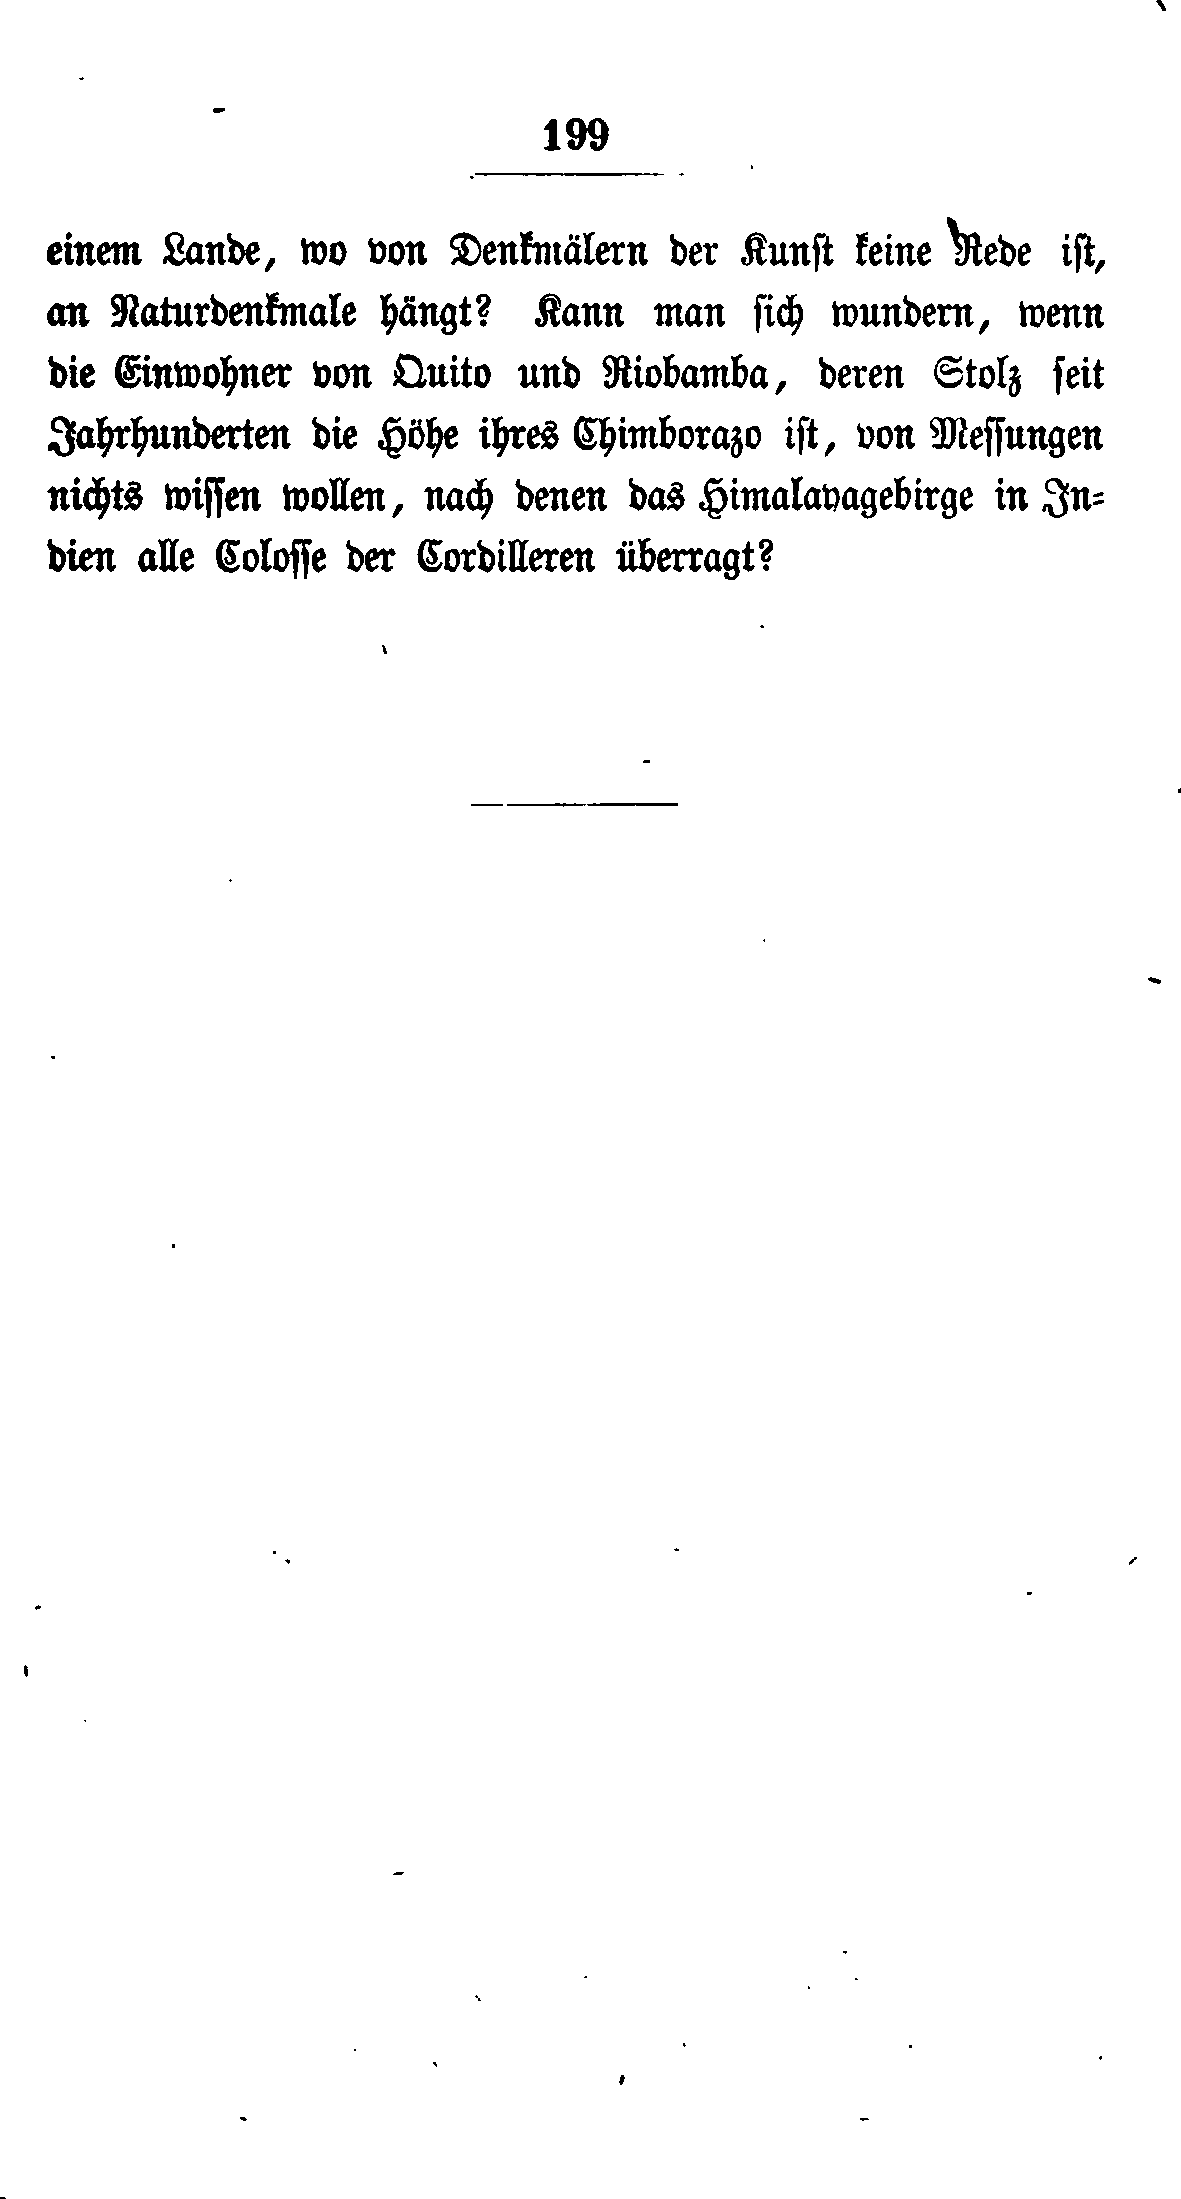 199
einem Lande, wo von Denkmälern der Kunſt keine Rede iſt,
an Naturdenkmale hängt? Kann man ſich wundern, wenn
die Einwohner von Quito und Riobamba, deren Stolz ſeit
Jahrhunderten die Höhe ihres Chimborazo iſt, von Meſſungen
nichts wiſſen wollen, nach denen das Himalayagebirge in In=
dien alle Coloſſe der Cordilleren überragt?